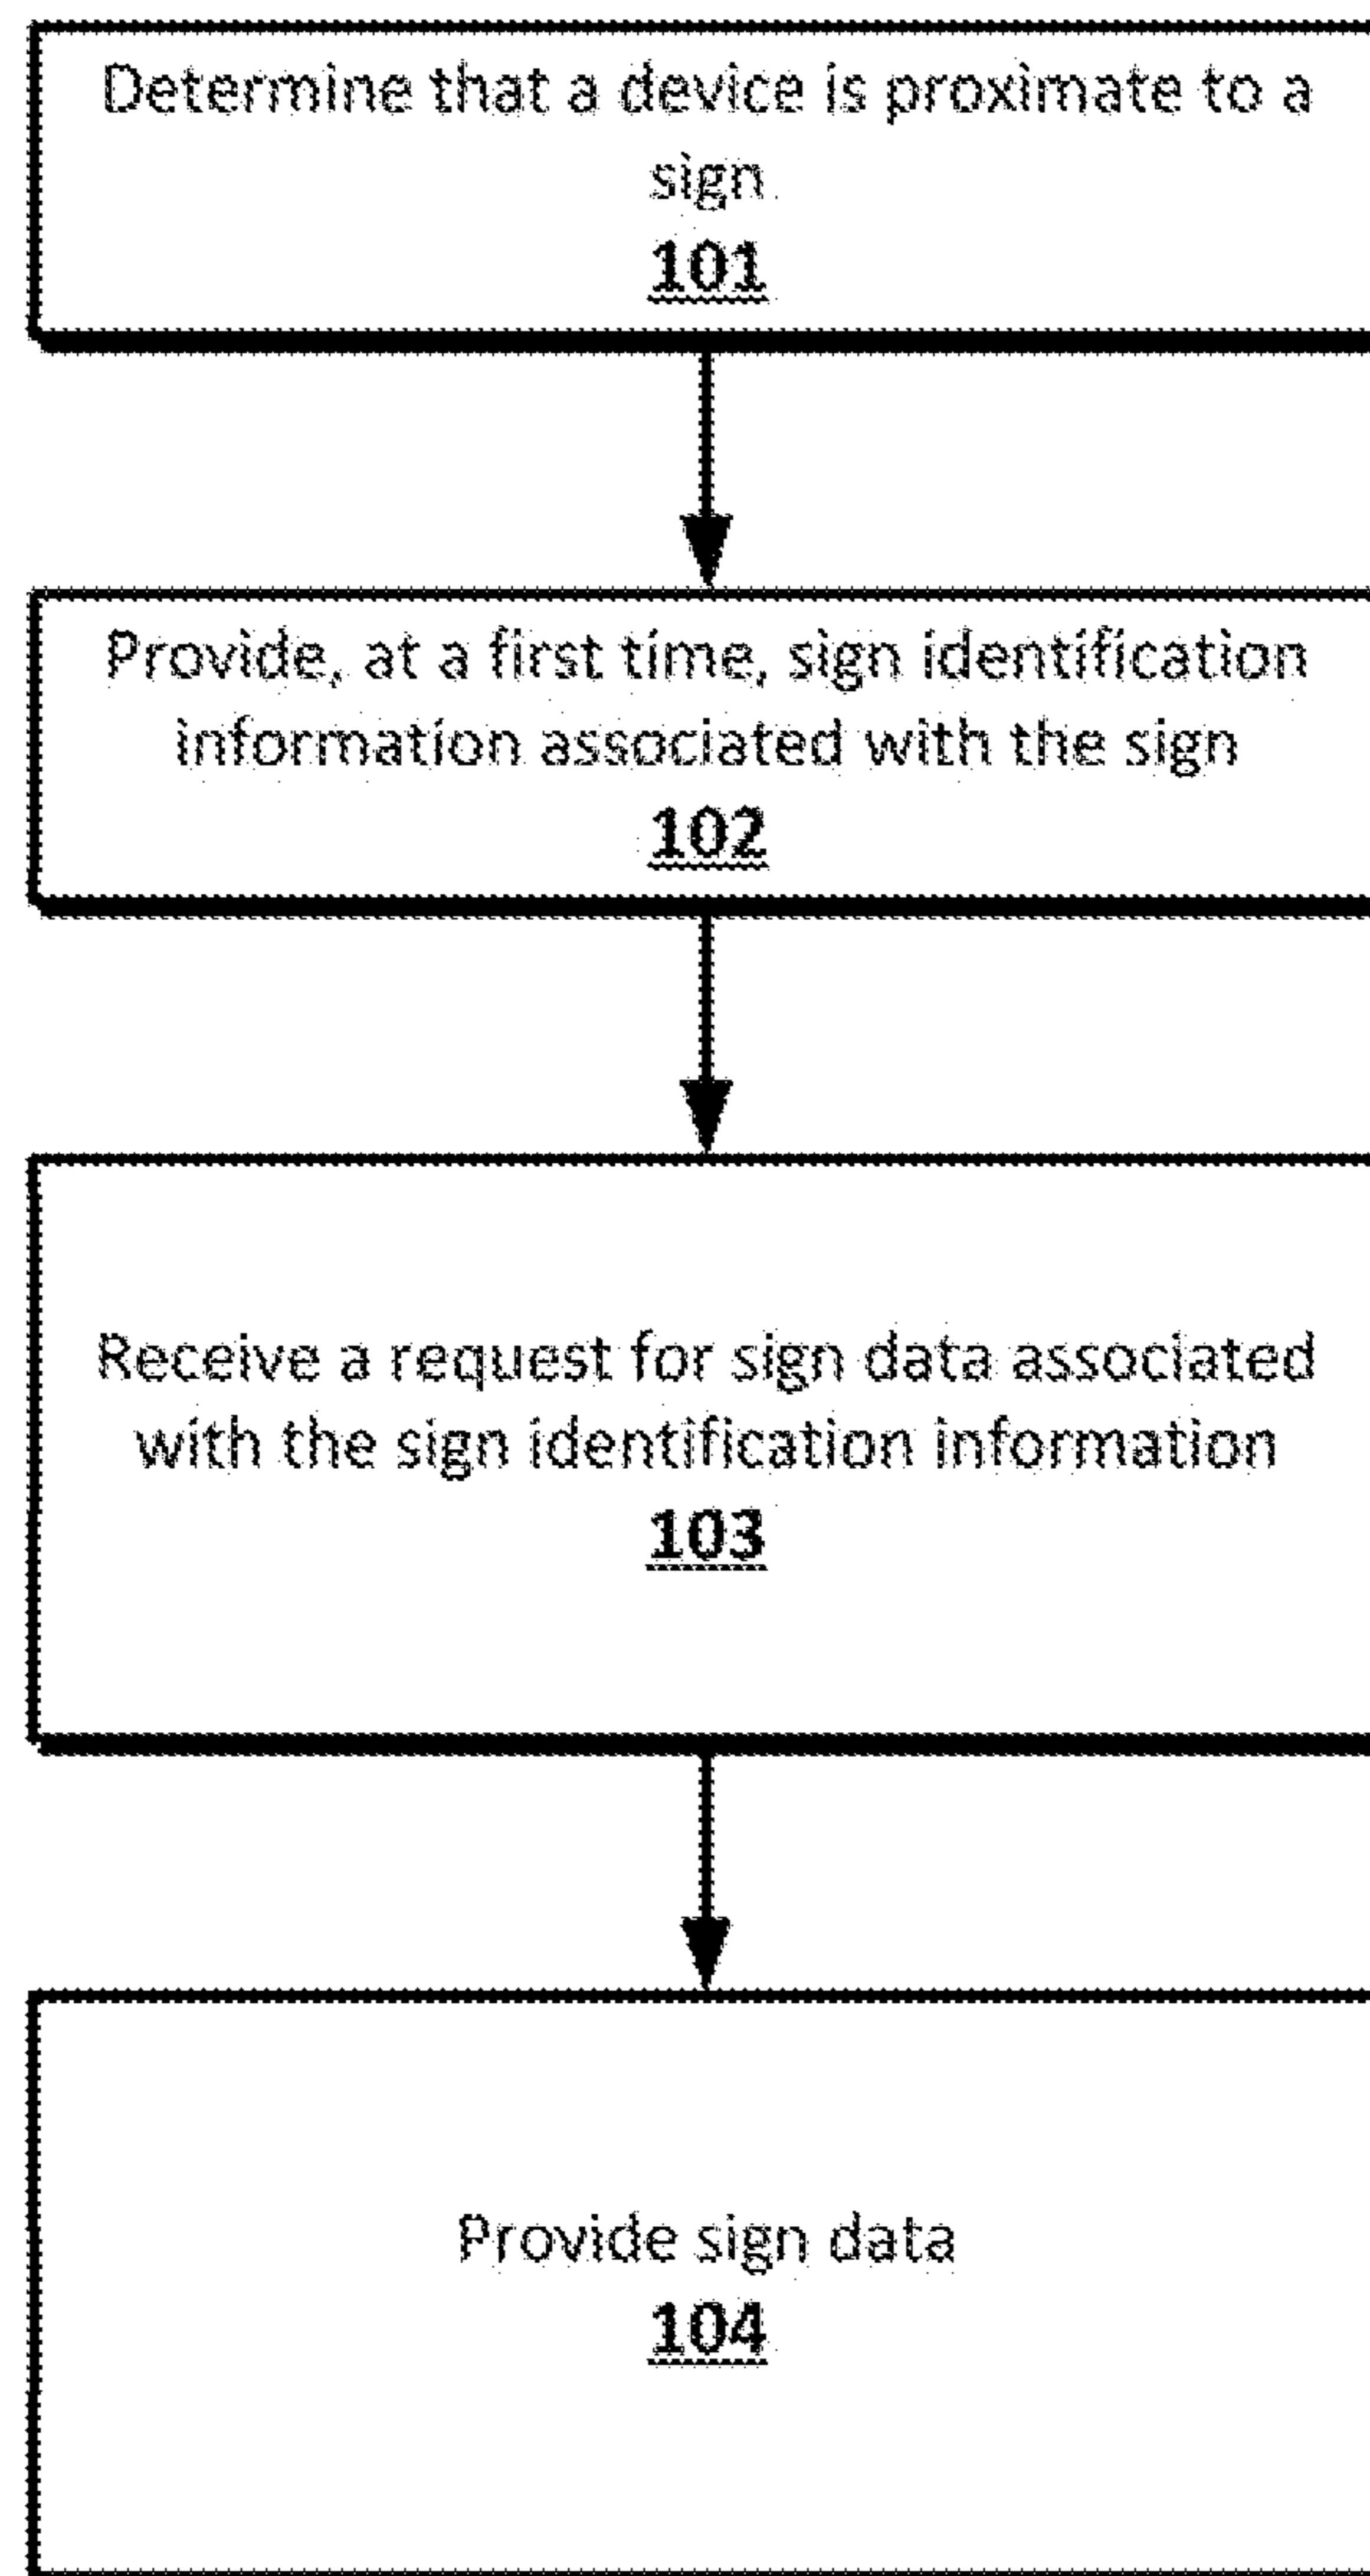 Determine that a device is proximate to a
sign
101
Provide, at a first time, sign identification
information associated with the sign
102
Receive a request for sign data associated
with the sign identification information
103
Provide sign data
104